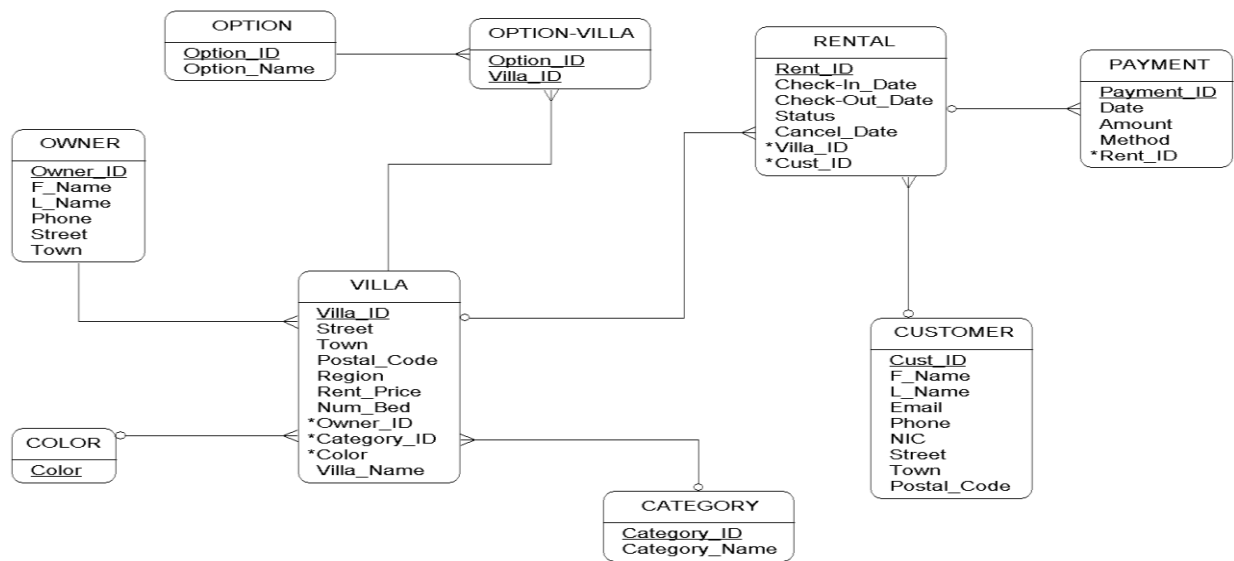 OPTION
Option_ID
Option_Name
OPTION-VILLA
Option_ID
Villa_ID
RENTAL
Rent_ID
Check-In_Date
Check-Out_Date
Status
Cancel_Date
*Villa_ID
*Cust_ID
PAYMENT
Payment_ID
Date
Amount
Method
*Rent_ID
OWNER
Owner_ID
F_Name
L_Name
Phone
Street
Town
VILLA
Villa_ID
Street
Town
Postal_Code
Region
Rent_Price
Num_Bed
*Owner_ID
*Category_ID
*Color
Villa_Name
CUSTOMER
Cust_ID
F_Name
L_Name
Email
Phone
NIC
Street
Town
Postal_Code
COLOR
Color
CATEGORY
Category_ID
Category_Name